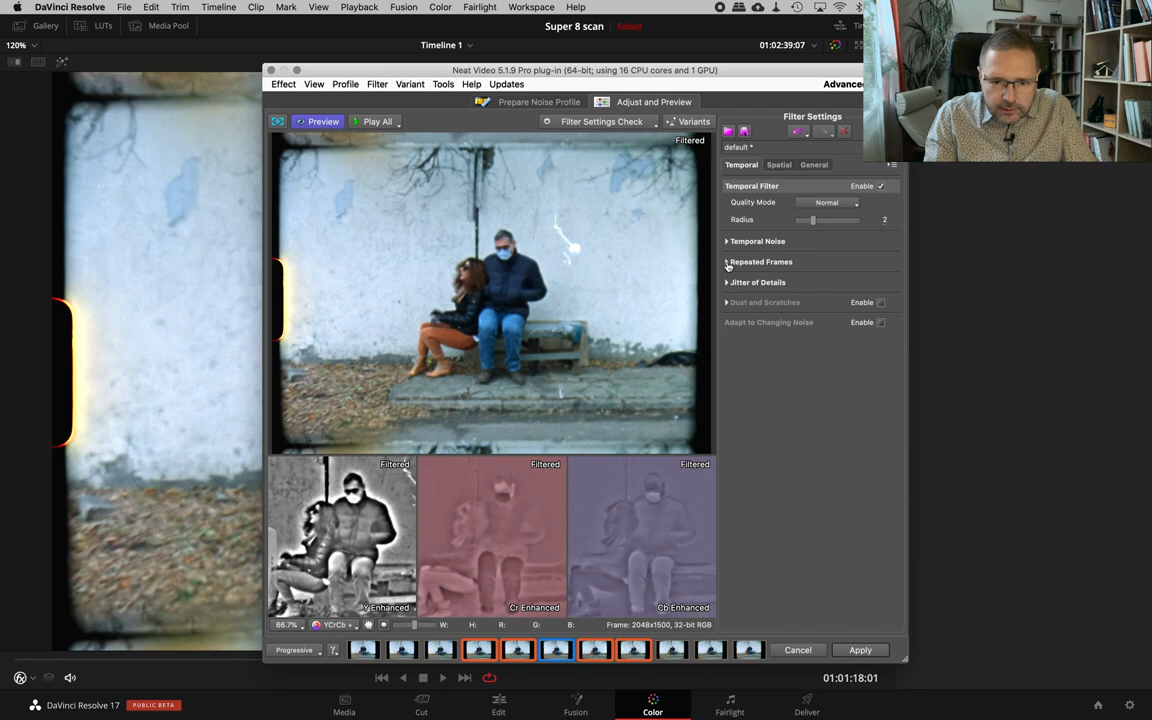 DaVinci Resolve File Edit Trim Timeline Clip Mark View Playback Fusion Color Fairlight Workspace Help
Gallery LUTs Media Pool Super 8 scan Edited
120% Timeline 1 01:02:39:07
Neat Video 5.1.9 Pro plug-in (64-bit; using 16 CPU cores and 1 GPU)
Effect View Profile Filter Variant Tools Help Updates
Prepare Noise Profile Adjust and Preview
Filter Settings
Preview Play All Filter Settings Check Variants
Filtered
default *
Temporal Spatial General
Temporal Filter Enable
Quality Mode Normal
Radius 2
Temporal Noise
Repeated Frames
Jitter of Details
Dust and Scratches Enable
Adapt to Changing Noise Enable
Filtered Filtered Filtered
Y Enhanced Cr Enhanced Cb Enhanced
66.7% YCrCb + W: H: R: G: B: Frame: 2048x1500, 32-bit RGB
Progressive Cancel Apply
01:01:18:01
DaVinci Resolve 17 PUBLIC BETA Media Cut Edit Fusion Color Fairlight Deliver